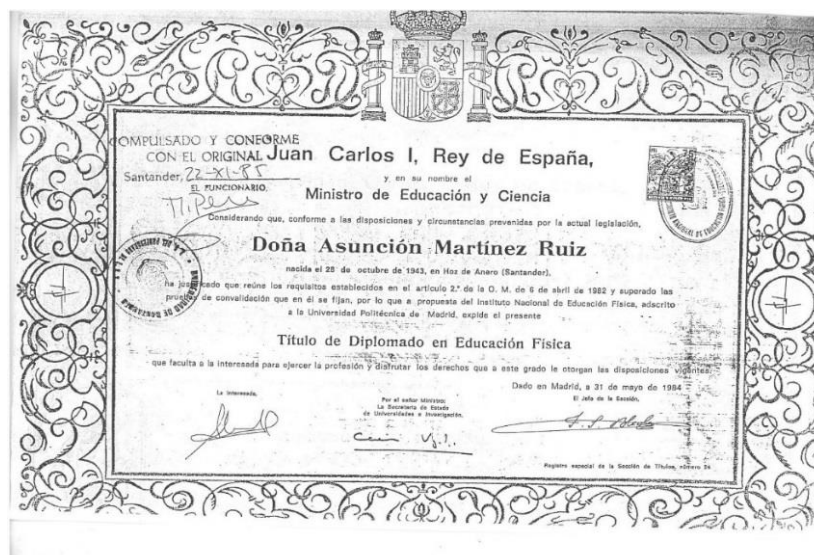 COMPULSADO Y CONFORME
CON EL ORIGINAL
Santander, 22-XI-85
EL FUNCIONARIO,
Juan Carlos I, Rey de España,
y en su nombre el
Ministro de Educación y Ciencia
Considerando que, conforme a las disposiciones y circunstancias prevenidas por la actual legislación,
Doña Asunción Martínez Ruiz
nacida el 28 de octubre de 1943, en Hoz de Anero (Santander),
ha justificado que reúne los requisitos establecidos en el artículo 2.º de la O. M. de 6 de abril de 1982 y superado las
pruebas de convalidación que en él se fijan, por lo que a propuesta del Instituto Nacional de Educación Física, adscrito
a la Universidad Politécnica de Madrid, expide el presente
Título de Diplomado en Educación Física
que faculta a la interesada para ejercer la profesión y disfrutar los derechos que a este grado le otorgan las disposiciones vigentes.
Dado en Madrid, a 31 de mayo de 1984
La interesada,
Por el señor Ministro:
La Secretaria de Estado
de Universidades e Investigación,
El Jefe de la Sección,
Registro especial de la Sección de Títulos, número 24